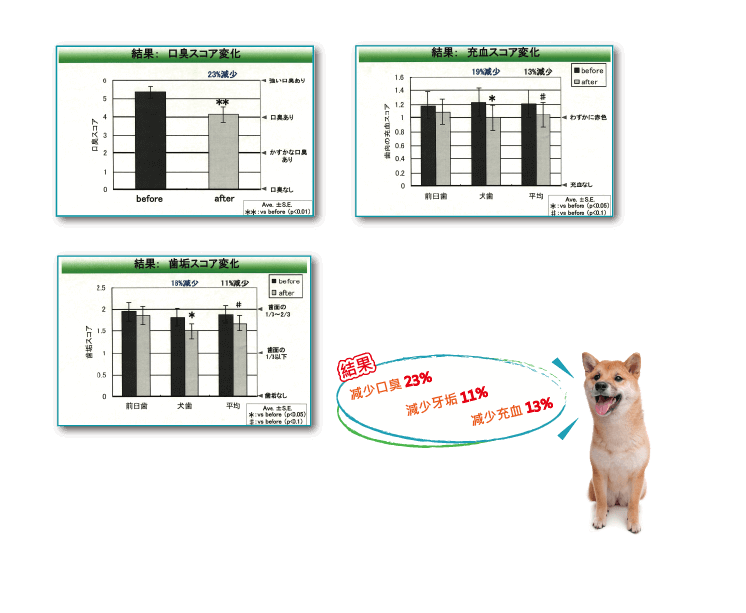 結果： 口臭スコア変化
23%減少
口臭スコア
6
5
4
3
2
1
0
**
強い口臭あり
口臭あり
かすかな口臭
あり
口臭なし
before
after
Ave. ±S.E.
**:vs before (p<0.01)
結果： 充血スコア変化
19%減少
13%減少
before
after
歯肉の充血スコア
1.6
1.4
1.2
1
0.8
0.6
0.4
0.2
0
*
#
わずかに赤色
充血なし
前臼歯
犬歯
平均
Ave. ±S.E.
*:vs before (p<0.05)
#:vs before (p<0.1)
結果： 歯垢スコア変化
18%減少
11%減少
before
after
歯垢スコア
2.5
2
1.5
1
0.5
0
*
#
歯面の
1/3～2/3
歯面の
1/3以下
歯垢なし
前臼歯
犬歯
平均
Ave. ±S.E.
*:vs before (p<0.05)
#:vs before (p<0.1)
結果
减少口臭 23%
减少牙垢 11%
减少充血 13%